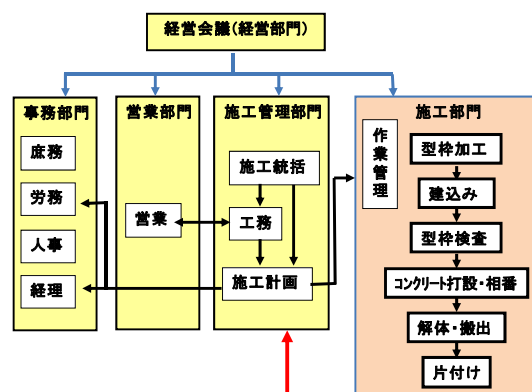 経営会議(経営部門)
事務部門
庶務
労務
人事
経理
営業部門
営業
施工管理部門
施工統括
工務
施工計画
施工部門
作業管理
型枠加工
建込み
型枠検査
コンクリート打設・相番
解体・搬出
片付け